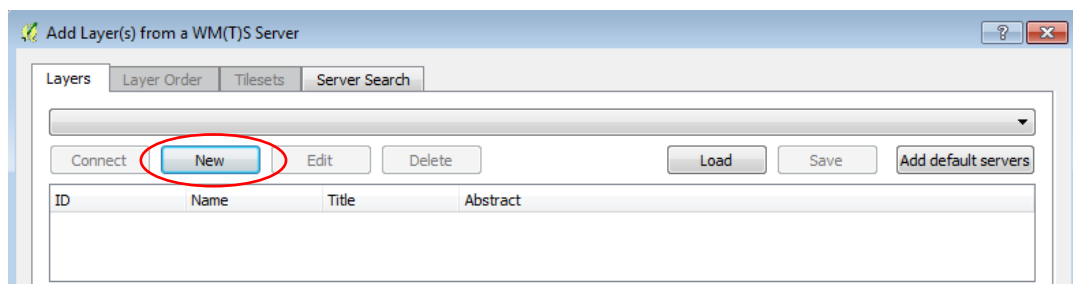 Add Layer(s) from a WM(T)S Server
Layers Layer Order Tilesets Server Search
Connect New Edit Delete Load Save Add default servers
ID Name Title Abstract